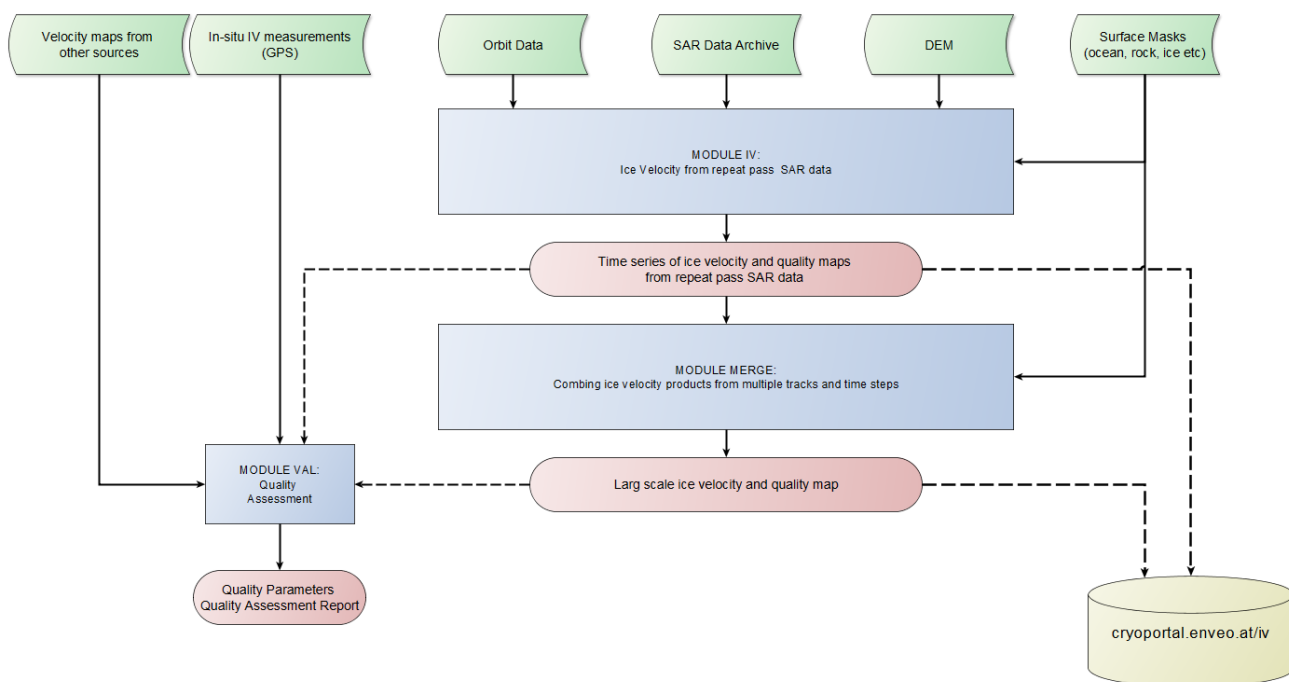 Velocity maps from
other sources
In-situ IV measurements
(GPS)
Orbit Data
SAR Data Archive
DEM
Surface Masks
(ocean, rock, ice etc)
MODULE IV:
Ice Velocity from repeat pass SAR data
Time series of ice velocity and quality maps
from repeat pass SAR data
MODULE MERGE:
Combing ice velocity products from multiple tracks and time steps
MODULE VAL:
Quality
Assessment
Larg scale ice velocity and quality map
Quality Parameters
Quality Assessment Report
cryoportal.enveo.at/iv